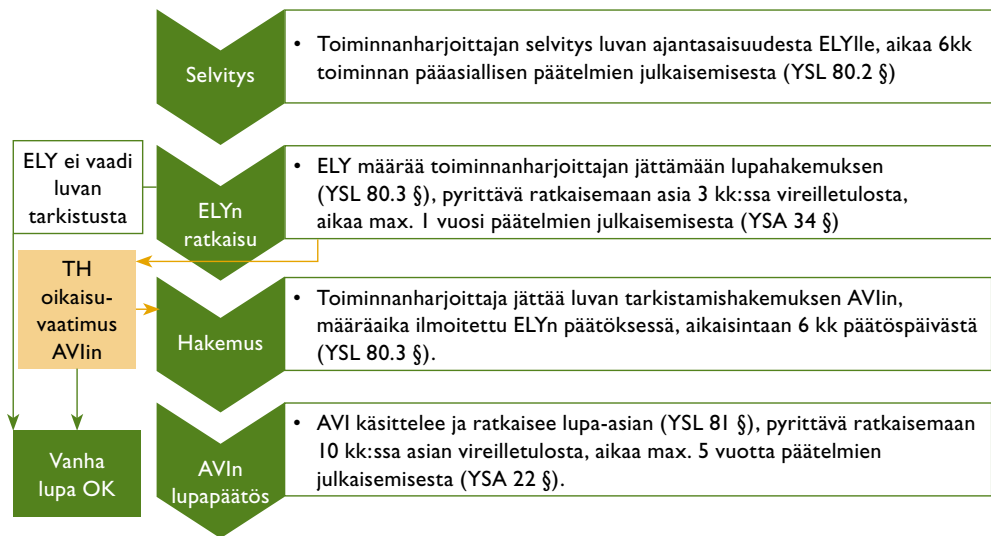 Selvitys
• Toiminnanharjoittajan selvitys luvan ajantasaisuudesta ELYlle, aikaa 6kk
toiminnan pääasiallisen päätelmien julkaisemisesta (YSL 80.2 §)
ELY ei vaadi
luvan
tarkistusta
ELYn
ratkaisu
• ELY määrää toiminnanharjoittajan jättämään lupahakemuksen
(YSL 80.3 §), pyrittävä ratkaisemaan asia 3 kk:ssa vireilletulosta,
aikaa max. 1 vuosi päätelmien julkaisemisesta (YSA 34 §)
TH
oikaisu-
vaatimus
AVIin
Hakemus
• Toiminnanharjoittaja jättää luvan tarkistamishakemuksen AVIin,
määräaika ilmoitettu ELYn päätöksessä, aikaisintaan 6 kk päätöspäivästä
(YSL 80.3 §).
Vanha
lupa OK
AVIn
lupapäätös
• AVI käsittelee ja ratkaisee lupa-asian (YSL 81 §), pyrittävä ratkaisemaan
10 kk:ssa asian vireilletulosta, aikaa max. 5 vuotta päätelmien
julkaisemisesta (YSA 22 §).